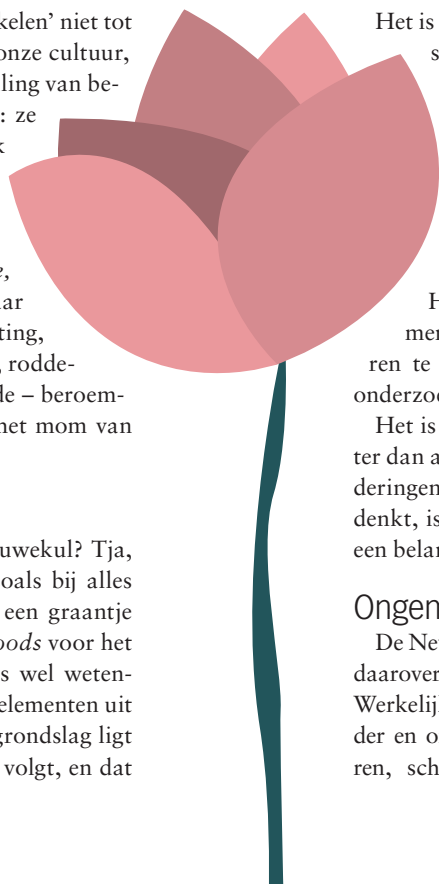 kelen’ niet tot
onze cultuur,
ling van be-
: ze
k
e,
aar
ting,
, rodde-
de – beroem-
het mom van
uwekul? Tja,
oals bij alles
een graantje
oods voor het
s wel weten-
elementen uit
grondslag ligt
volgt, en dat
Het is
s
H
mer
ren te
onderzoe
Het is
ter dan a
deringen
denkt, is
een belan
Ongen
De Ne
daarover
Werkelijk
der en o
ren, sch